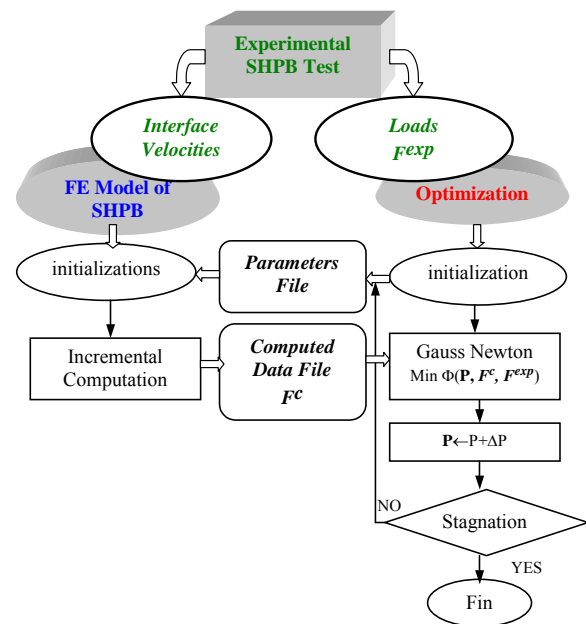 Experimental
SHPB Test
Interface
Velocities
Loads
F^exp
FE Model of
SHPB
Optimization
initializations
Parameters
File
initialization
Incremental
Computation
Computed
Data File
F^c
Gauss Newton
Min Φ(P, F^c, F^exp)
P←P+ΔP
NO
Stagnation
YES
Fin